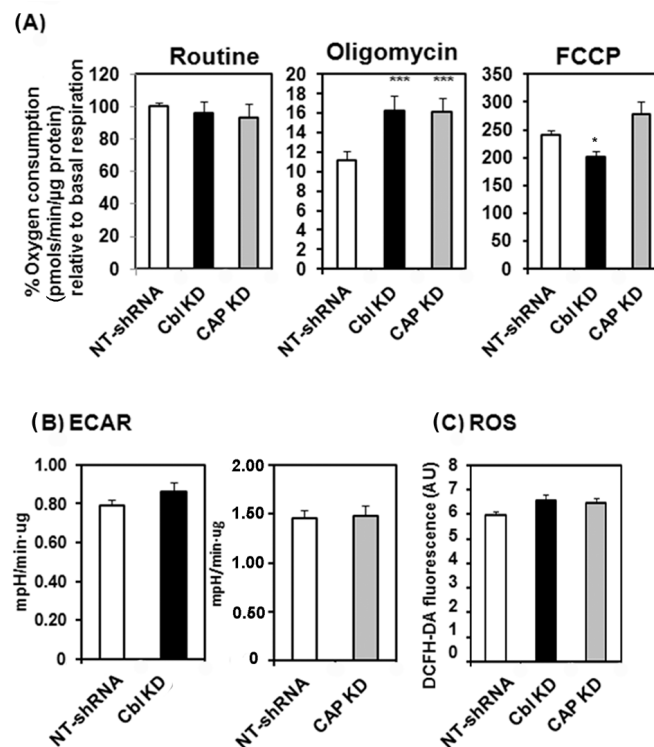 (A)
Routine
Oligomycin
FCCP
% Oxygen consumption
(pmols/min/µg protein)
relative to basal respiration
120
100
80
60
40
20
0
NT-shRNA
Cbl KD
CAP KD
20
18
16
14
12
10
8
6
4
2
0
***
***
NT-shRNA
Cbl KD
CAP KD
350
300
250
200
150
100
50
0
*
NT-shRNA
Cbl KD
CAP KD
(B) ECAR
mpH/min·ug
1.00
0.80
0.60
0.40
0.20
0
NT-shRNA
Cbl KD
mpH/min·ug
2.00
1.50
1.00
0.50
0.00
NT-shRNA
CAP KD
(C) ROS
DCFH-DA fluorescence (AU)
8
7
6
5
4
3
2
1
0
NT-shRNA
Cbl KD
CAP KD